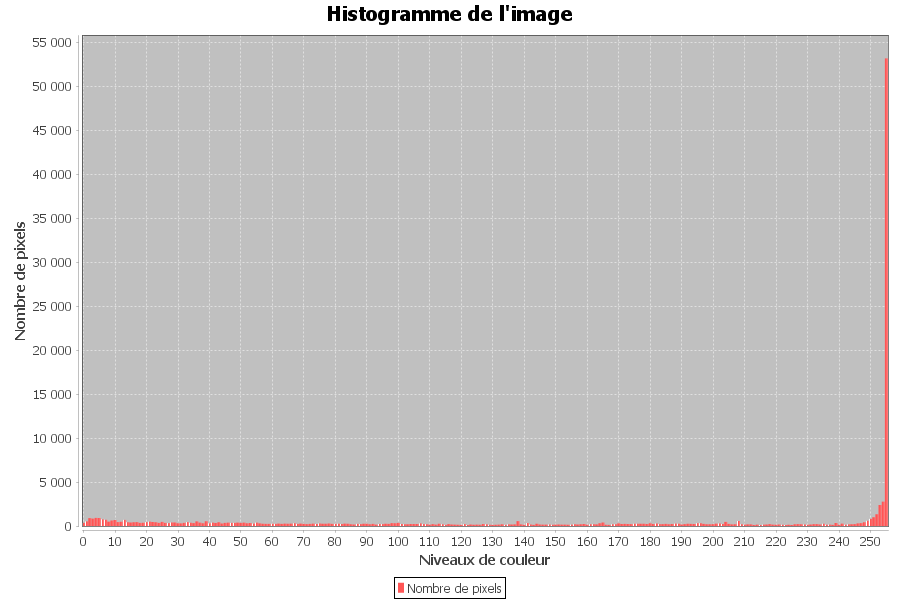 Histogramme de l'image
55 000
50 000
45 000
40 000
35 000
30 000
25 000
20 000
15 000
10 000
5 000
0
Nombre de pixels
0 10 20 30 40 50 60 70 80 90 100 110 120 130 140 150 160 170 180 190 200 210 220 230 240 250
Niveaux de couleur
Nombre de pixels